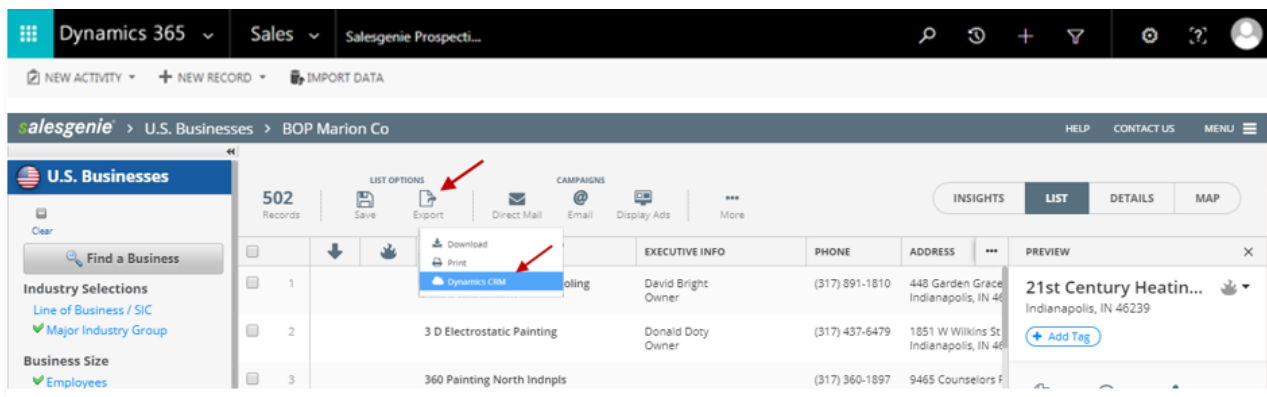 Dynamics 365 Sales Salesgenie Prospecti...
NEW ACTIVITY NEW RECORD IMPORT DATA
salesgenie > U.S. Businesses > BOP Marion Co HELP CONTACT US MENU
U.S. Businesses
Clear
Find a Business
Industry Selections
Line of Business / SIC
Major Industry Group
Business Size
Employees
LIST OPTIONS CAMPAIGNS
502
Records Save Export Direct Mail Email Display Ads More
INSIGHTS LIST DETAILS MAP
Download
Print
Dynamics CRM
EXECUTIVE INFO PHONE ADDRESS ... PREVIEW
1 oling David Bright (317) 891-1810 448 Garden Grace
Owner Indianapolis, IN 46
2 3 D Electrostatic Painting Donald Doty (317) 437-6479 1851 W Wilkins St
Owner Indianapolis, IN 46
3 360 Painting North Indnpls (317) 360-1897 9465 Counselors
21st Century Heatin...
Indianapolis, IN 46239
+ Add Tag